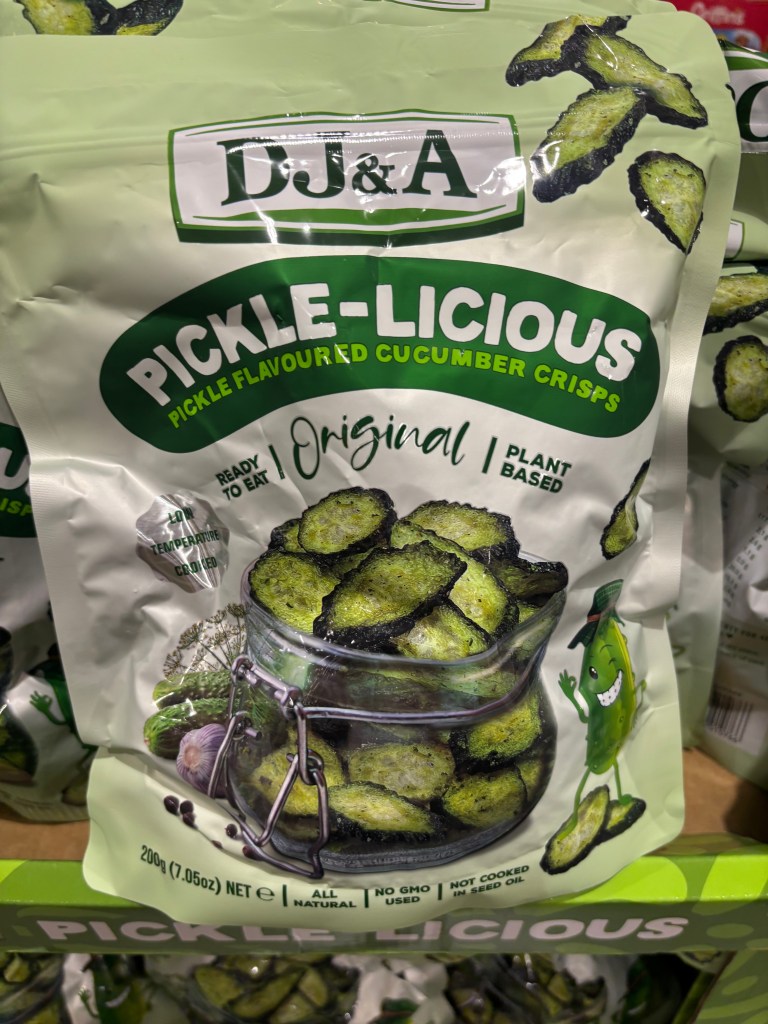 DJ&A
PICKLE-LICIOUS
PICKLE FLAVOURED CUCUMBER CRISPS
READY
TO EAT
Original
PLANT
BASED
LOW
TEMPERATURE
COOKED
200g (7.05oz) NET ℮
ALL
NATURAL
NO GMO
USED
NOT COOKED
IN SEED OIL
PICKLE-LICIOUS